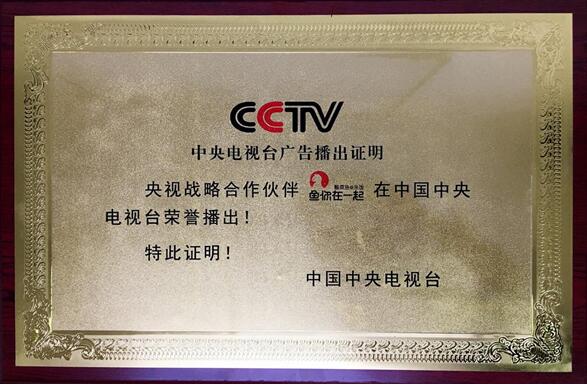 CCTV
中央电视台广告播出证明
央视战略合作伙伴 鱼你在一起 在中国中央
电视台荣誉播出！
特此证明！
中国中央电视台